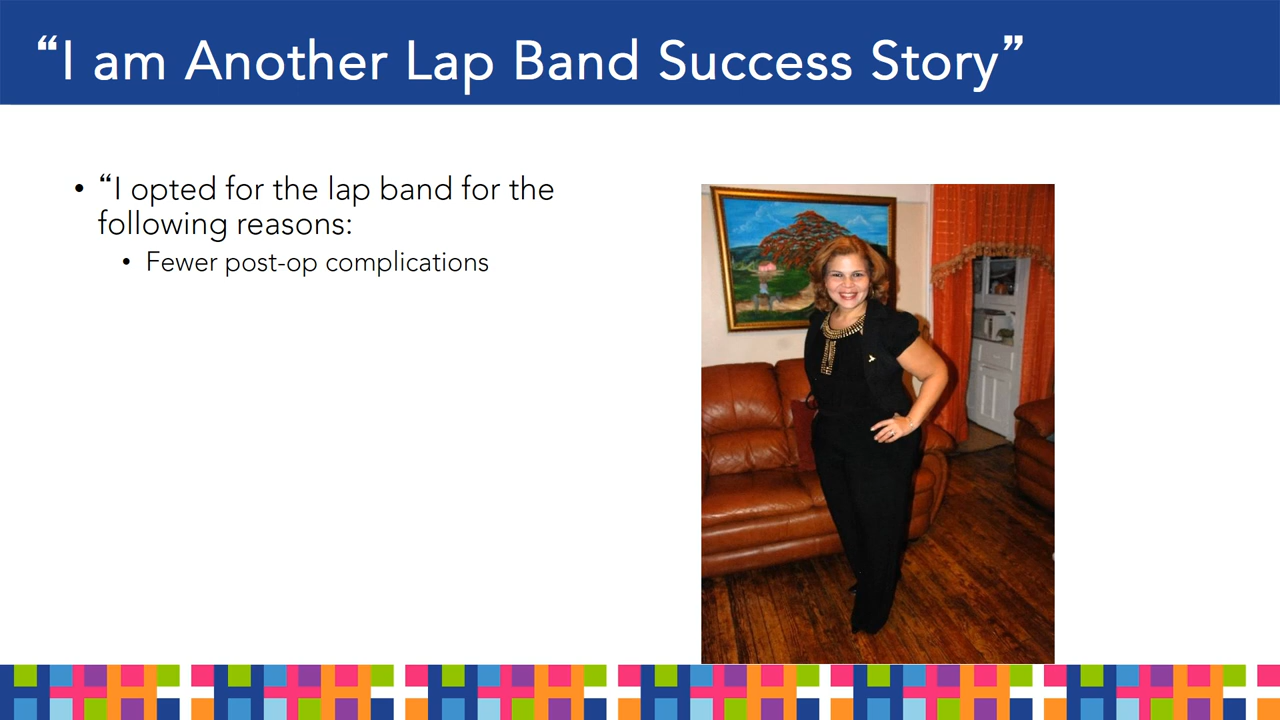 “I am Another Lap Band Success Story”
• “I opted for the lap band for the
following reasons:
• Fewer post-op complications